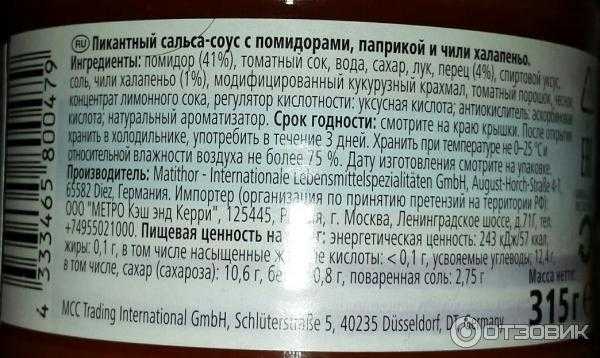 RU Пикантный сальса-соус с помидорами, паприкой и чили халапеньо.
Ингредиенты: помидор (41%), томатный сок, вода, сахар, лук, перец (4%), спиртовой уксус,
соль, чили халапеньо (1%), модифицированный кукурузный крахмал, томатный порошок, чеснок,
концентрат лимонного сока, регулятор кислотности: уксусная кислота; антиокислитель: аскорбиновая
кислота; натуральный ароматизатор. Срок годности: смотрите на краю крышки. После открытия
хранить в холодильнике, употребить в течение 3 дней. Хранить при температуре не 0-25°C и
относительной влажности воздуха не более 75 %. Дату изготовления смотрите на упаковке.
Производитель: Matithor - Internationale Lebensmittelspezialitäten GmbH, August-Horch-Straße 4-7,
65582 Diez, Германия. Импортер (организация по принятию претензий на территории РФ):
ООО "МЕТРО Кэш энд Керри", 125445, г. Москва, Ленинградское шоссе, д.71Г, тел.
+74955021000. Пищевая ценность на энергетическая ценность: 243 кДж/57 ккал,
жиры: 0,1 г, в том числе насыщенные кислоты: < 0,1 г, усвояемые углеводы: 12,4 г,
в том числе, сахар (сахароза): 10,6 г, 0,8 г, поваренная соль: 2,75 г
Масса нетто:
315 г
MCC Trading International GmbH, Schlüterstraße 5, 40235 Düsseldorf, DT-Germany
4 333465 800479
ОТЗОВИК